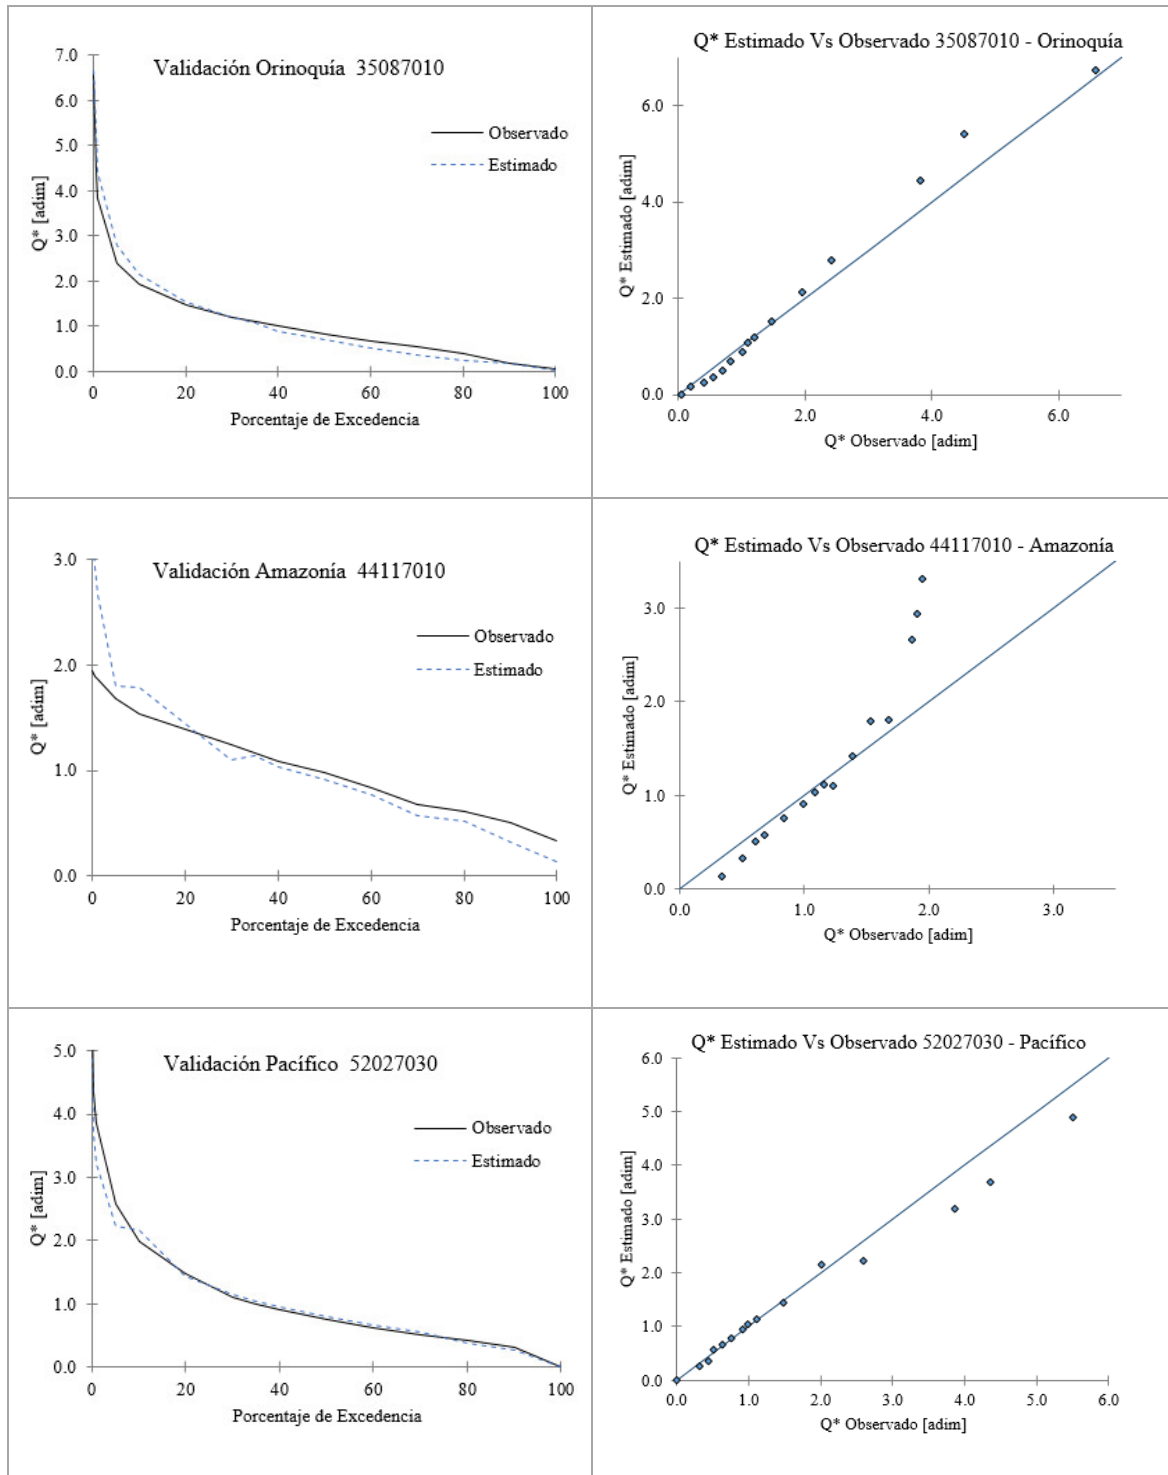 Validación Orinoquía 35087010
7.0
6.0
5.0
4.0
3.0
2.0
1.0
0.0
Q* [adim]
Observado
Estimado
0 20 40 60 80 100
Porcentaje de Excedencia
Q* Estimado Vs Observado 35087010 - Orinoquía
6.0
4.0
2.0
0.0
Q* Estimado [adim]
0.0 2.0 4.0 6.0
Q* Observado [adim]
Validación Amazonía 44117010
3.0
2.0
1.0
0.0
Q* [adim]
Observado
Estimado
0 20 40 60 80 100
Porcentaje de Excedencia
Q* Estimado Vs Observado 44117010 - Amazonía
3.0
2.0
1.0
0.0
Q* Estimado [adim]
0.0 1.0 2.0 3.0
Q* Observado [adim]
Validación Pacífico 52027030
5.0
4.0
3.0
2.0
1.0
0.0
Q* [adim]
Observado
Estimado
0 20 40 60 80 100
Porcentaje de Excedencia
Q* Estimado Vs Observado 52027030 - Pacífico
6.0
5.0
4.0
3.0
2.0
1.0
0.0
Q* Estimado [adim]
0.0 1.0 2.0 3.0 4.0 5.0 6.0
Q* Observado [adim]